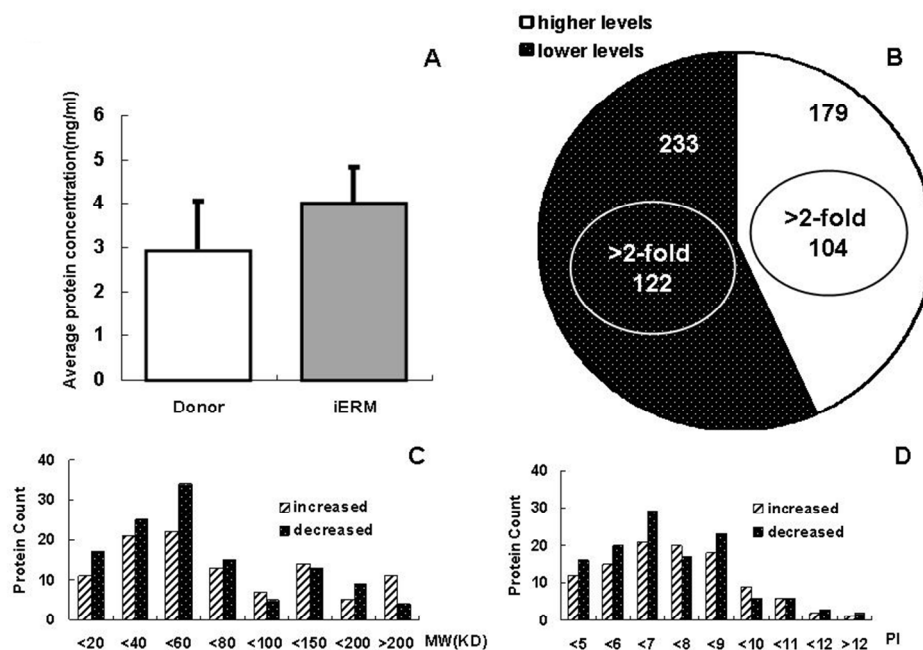 A
Average protein concentration(mg/ml)
6
5
4
3
2
1
0
Donor
iERM
higher levels
lower levels
B
233
179
>2-fold
122
>2-fold
104
C
Protein Count
40
30
20
10
0
increased
decreased
<20 <40 <60 <80 <100 <150 <200 >200 MW(KD)
D
Protein Count
40
30
20
10
0
increased
decreased
<5 <6 <7 <8 <9 <10 <11 <12 >12 PI